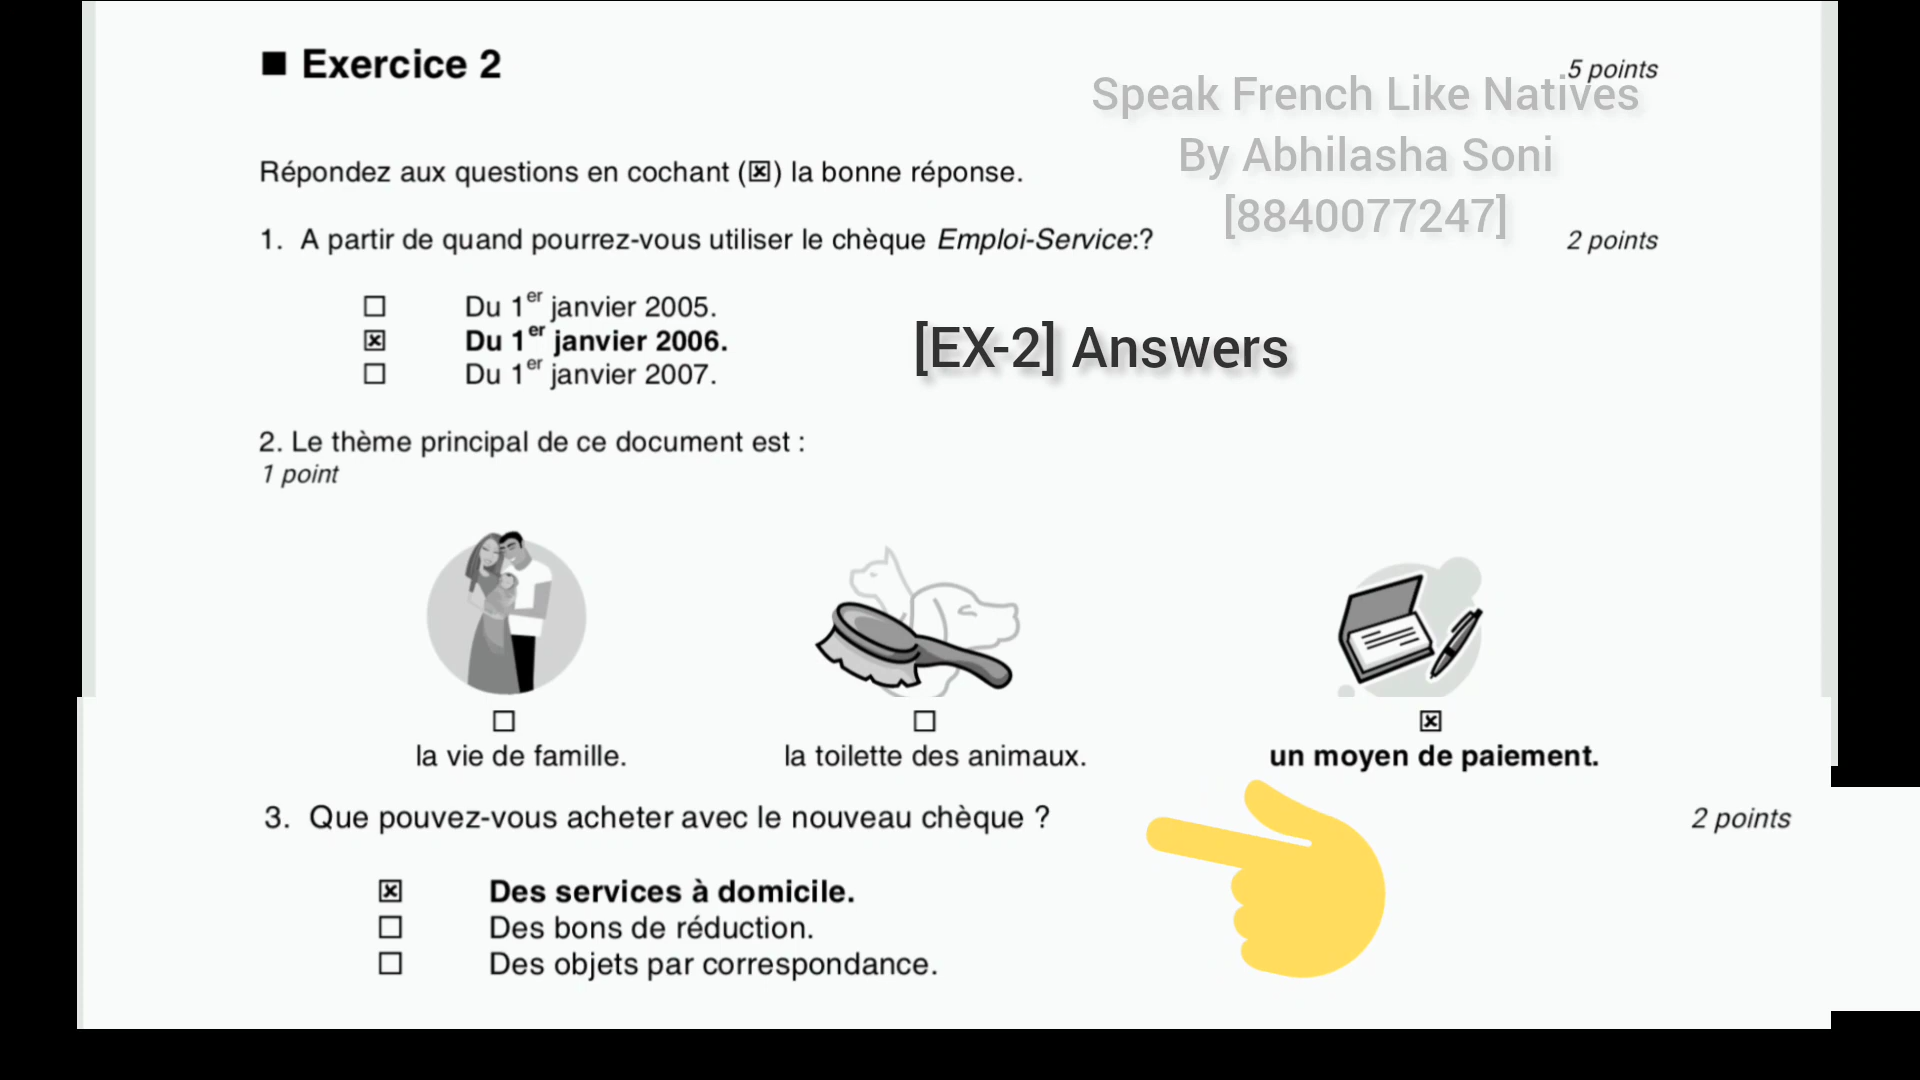 ■ Exercice 2
5 points
Speak French Like Natives
By Abhilasha Soni
[8840077247]
Répondez aux questions en cochant (☒) la bonne réponse.
1. A partir de quand pourrez-vous utiliser le chèque Emploi-Service:?
2 points
☐ Du 1er janvier 2005.
☒ Du 1er janvier 2006.
☐ Du 1er janvier 2007.
[EX-2] Answers
2. Le thème principal de ce document est :
1 point
☐ ☐ ☒
la vie de famille. la toilette des animaux. un moyen de paiement.
3. Que pouvez-vous acheter avec le nouveau chèque ?
2 points
☒ Des services à domicile.
☐ Des bons de réduction.
☐ Des objets par correspondance.